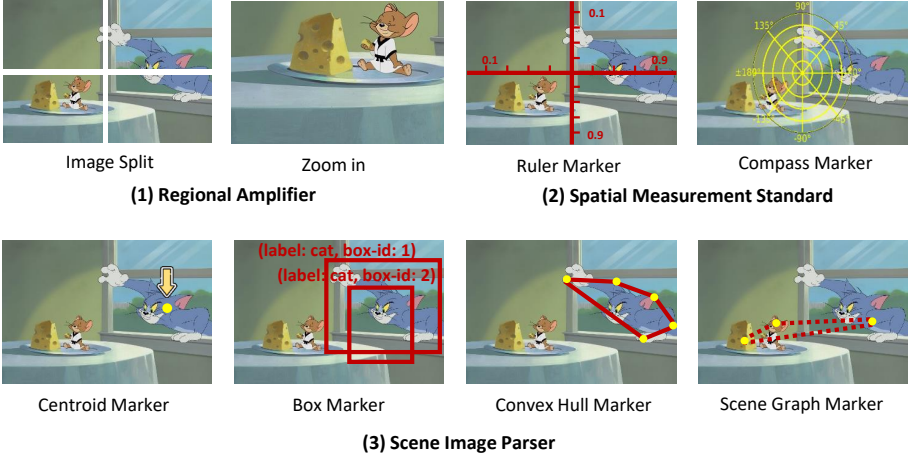 0.1
0.1
0.9
0.9
90°
135°
45°
±180°
-135°
-45°
-90°
Image Split
Zoom in
Ruler Marker
Compass Marker
(1) Regional Amplifier
(2) Spatial Measurement Standard
(label: cat, box-id: 1)
(label: cat, box-id: 2)
Centroid Marker
Box Marker
Convex Hull Marker
Scene Graph Marker
(3) Scene Image Parser